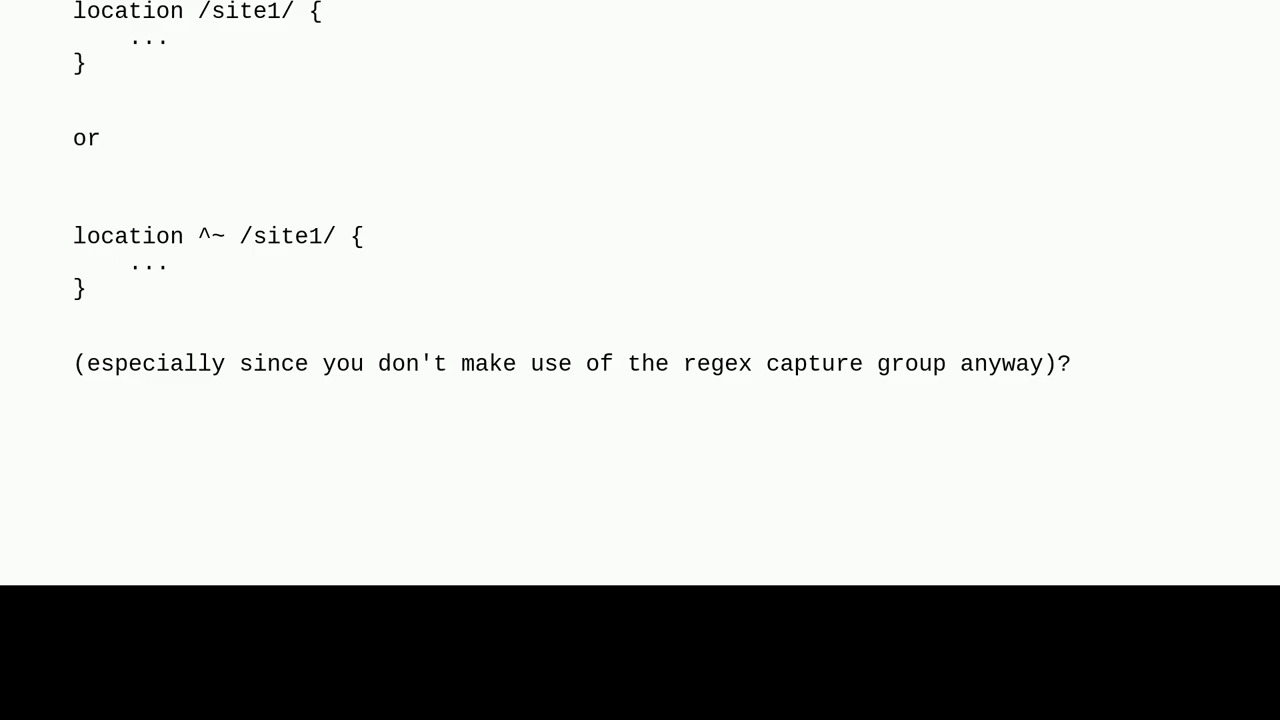 location /site1/ {
    ...
}
or
location ^~ /site1/ {
    ...
}
(especially since you don't make use of the regex capture group anyway)?